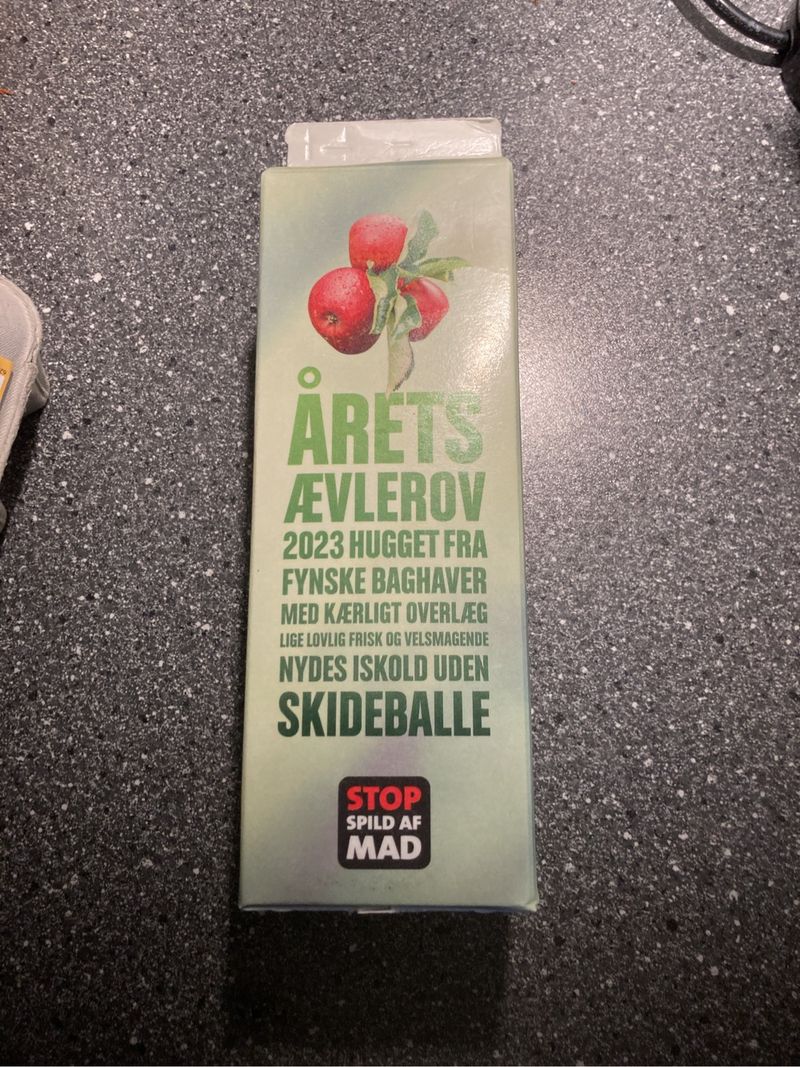 ÅRETS
ÆVLEROV
2023 HUGGET FRA
FYNSKE BAGHAVER
MED KÆRLIGT OVERLÆG
LIGE LOVLIG FRISK OG VELSMAGENDE
NYDES ISKOLD UDEN
SKIDEBALLE
STOP
SPILD AF
MAD